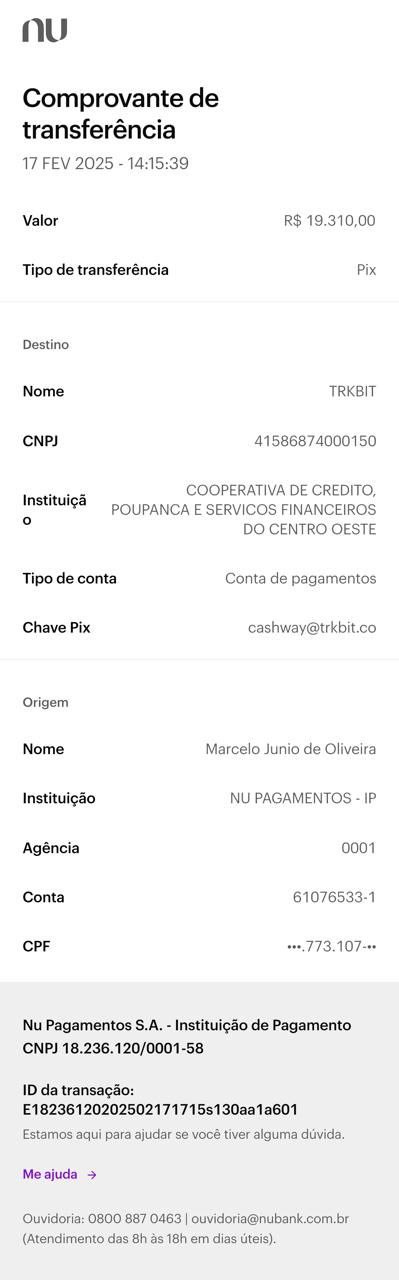 nu
Comprovante de
transferência
17 FEV 2025 - 14:15:39
Valor R$ 19.310,00
Tipo de transferência Pix
Destino
Nome TRKBIT
CNPJ 41586874000150
Instituiçã
o
COOPERATIVA DE CREDITO,
POUPANCA E SERVICOS FINANCEIROS
DO CENTRO OESTE
Tipo de conta Conta de pagamentos
Chave Pix cashway@trkbit.co
Origem
Nome Marcelo Junio de Oliveira
Instituição NU PAGAMENTOS - IP
Agência 0001
Conta 61076533-1
CPF •••.773.107-••
Nu Pagamentos S.A. - Instituição de Pagamento
CNPJ 18.236.120/0001-58
ID da transação:
E18236120202502171715s130aa1a601
Estamos aqui para ajudar se você tiver alguma dúvida.
Me ajuda →
Ouvidoria: 0800 887 0463 | ouvidoria@nubank.com.br
(Atendimento das 8h às 18h em dias úteis).